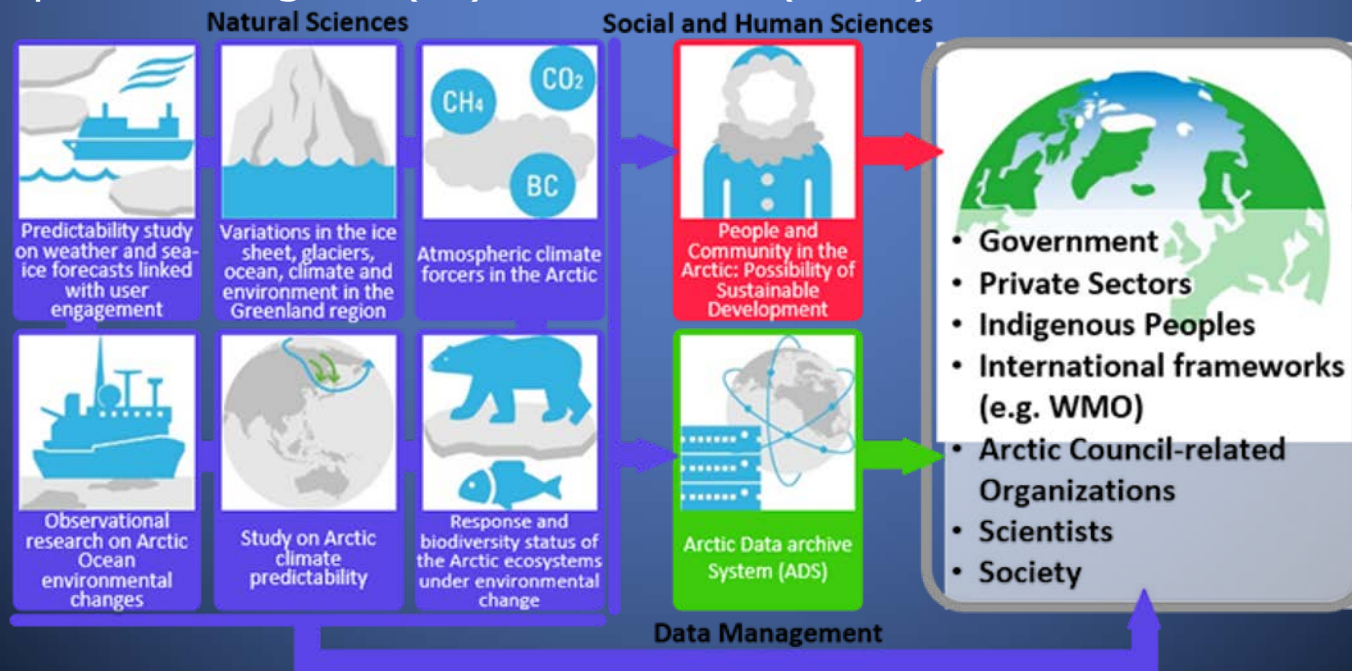 Natural Sciences
Social and Human Sciences
CH₄
CO₂
BC
Predictability study
on weather and sea-
ice forecasts linked
with user
engagement
Variations in the ice
sheet, glaciers,
ocean, climate and
environment in the
Greenland region
Atmospheric climate
forcers in the Arctic
People and
Community in the
Arctic: Possibility of
Sustainable
Development
Observational
research on Arctic
Ocean
environmental
changes
Study on Arctic
climate
predictability
Response and
biodiversity status of
the Arctic ecosystems
under environmental
change
Arctic Data archive
System (ADS)
Data Management
• Government
• Private Sectors
• Indigenous Peoples
• International frameworks
(e.g. WMO)
• Arctic Council-related
Organizations
• Scientists
• Society